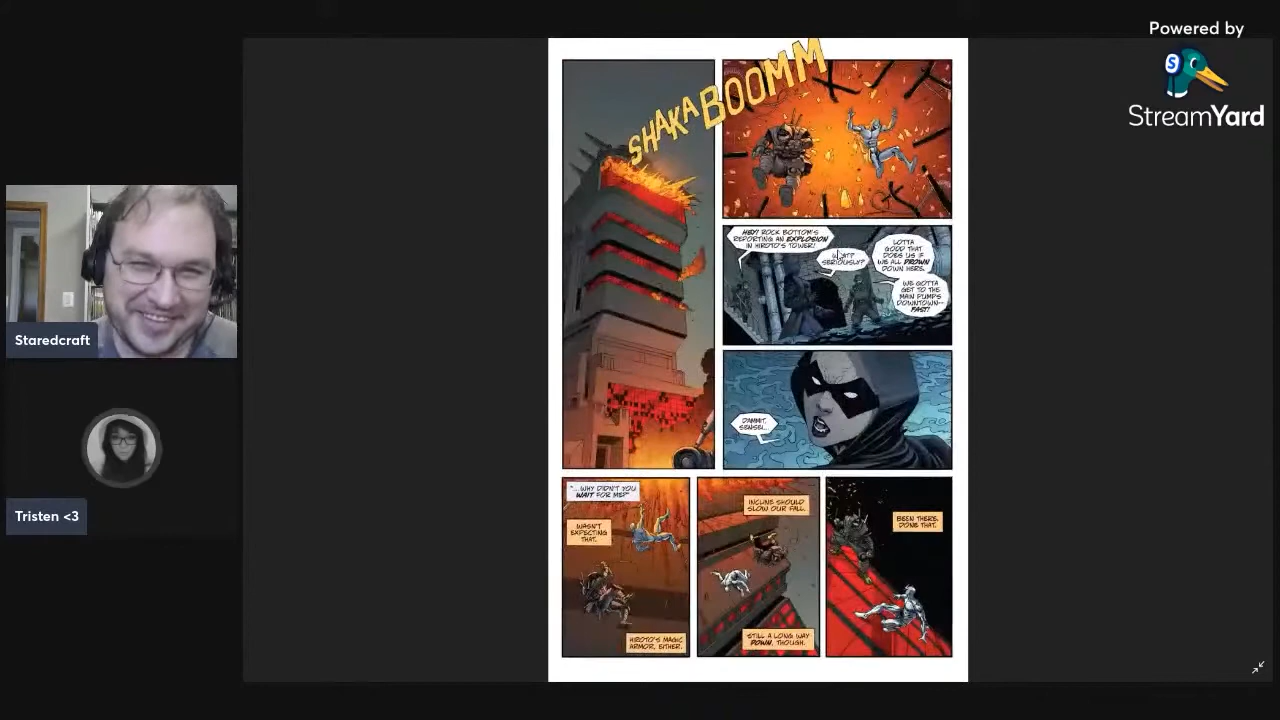 Powered by
StreamYard
Staredcraft
Tristen <3
SHAKABOOMM
HEY! ROCK BOTTOM'S
REPORTING AN EXPLOSION
IN HIROTO'S TOWER!
SERIOUSLY?
LOTTA
GOOD THAT
DOES US IF
WE ALL DROWN
DOWN HERE.
WE GOTTA
GET TO THE
MAIN PUMPS
DOWNTOWN--
FAST!
DAMMIT,
SENSEI...
"...WHY DIDN'T YOU
WAIT FOR ME?"
WASN'T
EXPECTING
THAT.
HIROTO'S MAGIC
ARMOR, EITHER.
INCLINE SHOULD
SLOW OUR FALL.
STILL A LONG WAY
DOWN, THOUGH.
BEEN THERE,
DONE THAT.